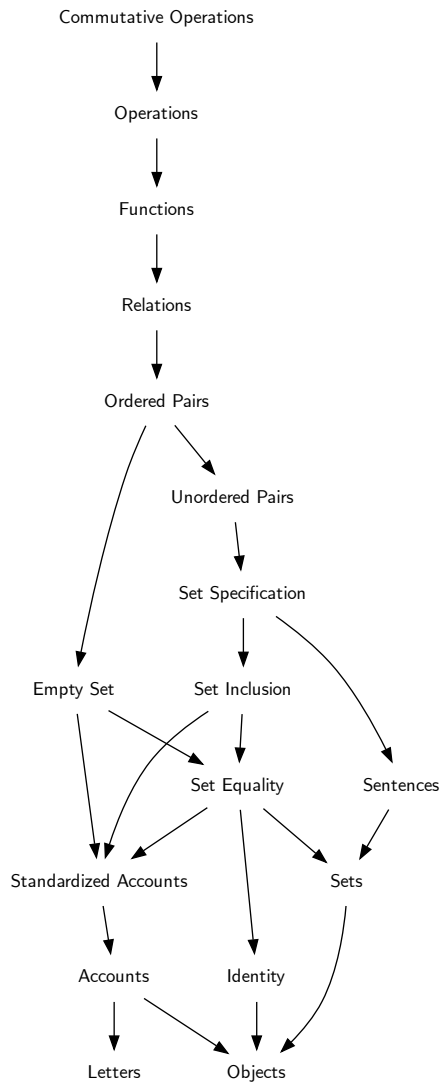 Commutative Operations
Operations
Functions
Relations
Ordered Pairs
Unordered Pairs
Set Specification
Empty Set
Set Inclusion
Set Equality
Sentences
Standardized Accounts
Sets
Accounts
Identity
Letters
Objects